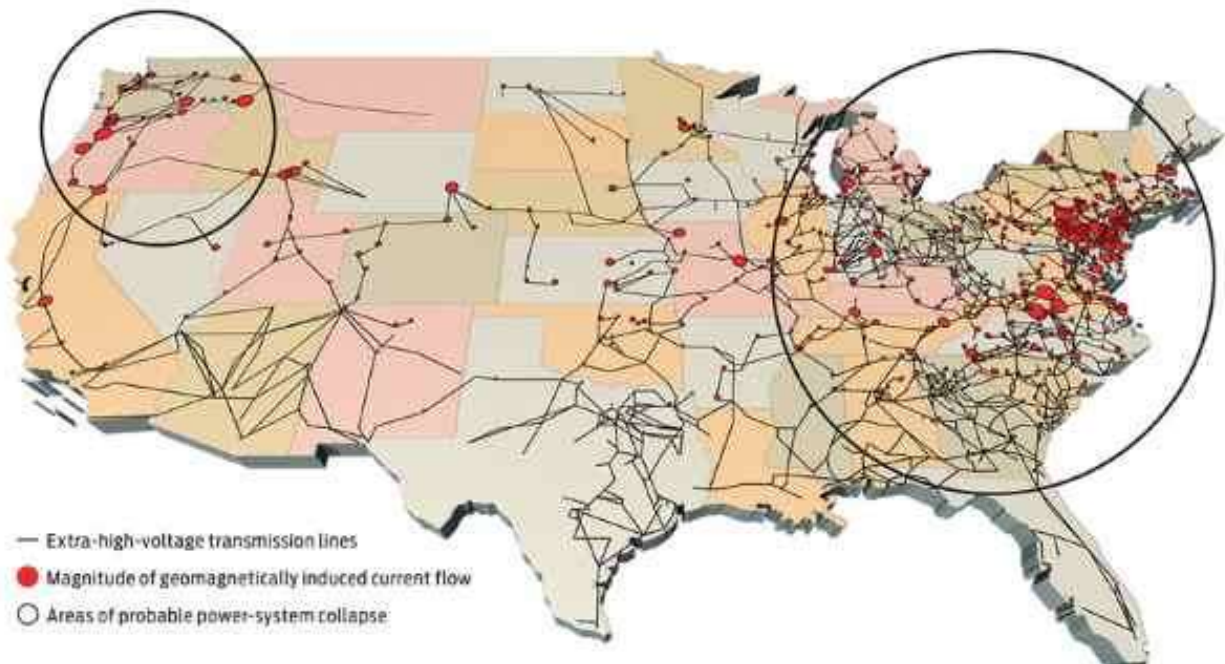 Extra-high-voltage transmission lines
Magnitude of geomagnetically induced current flow
Areas of probable power-system collapse